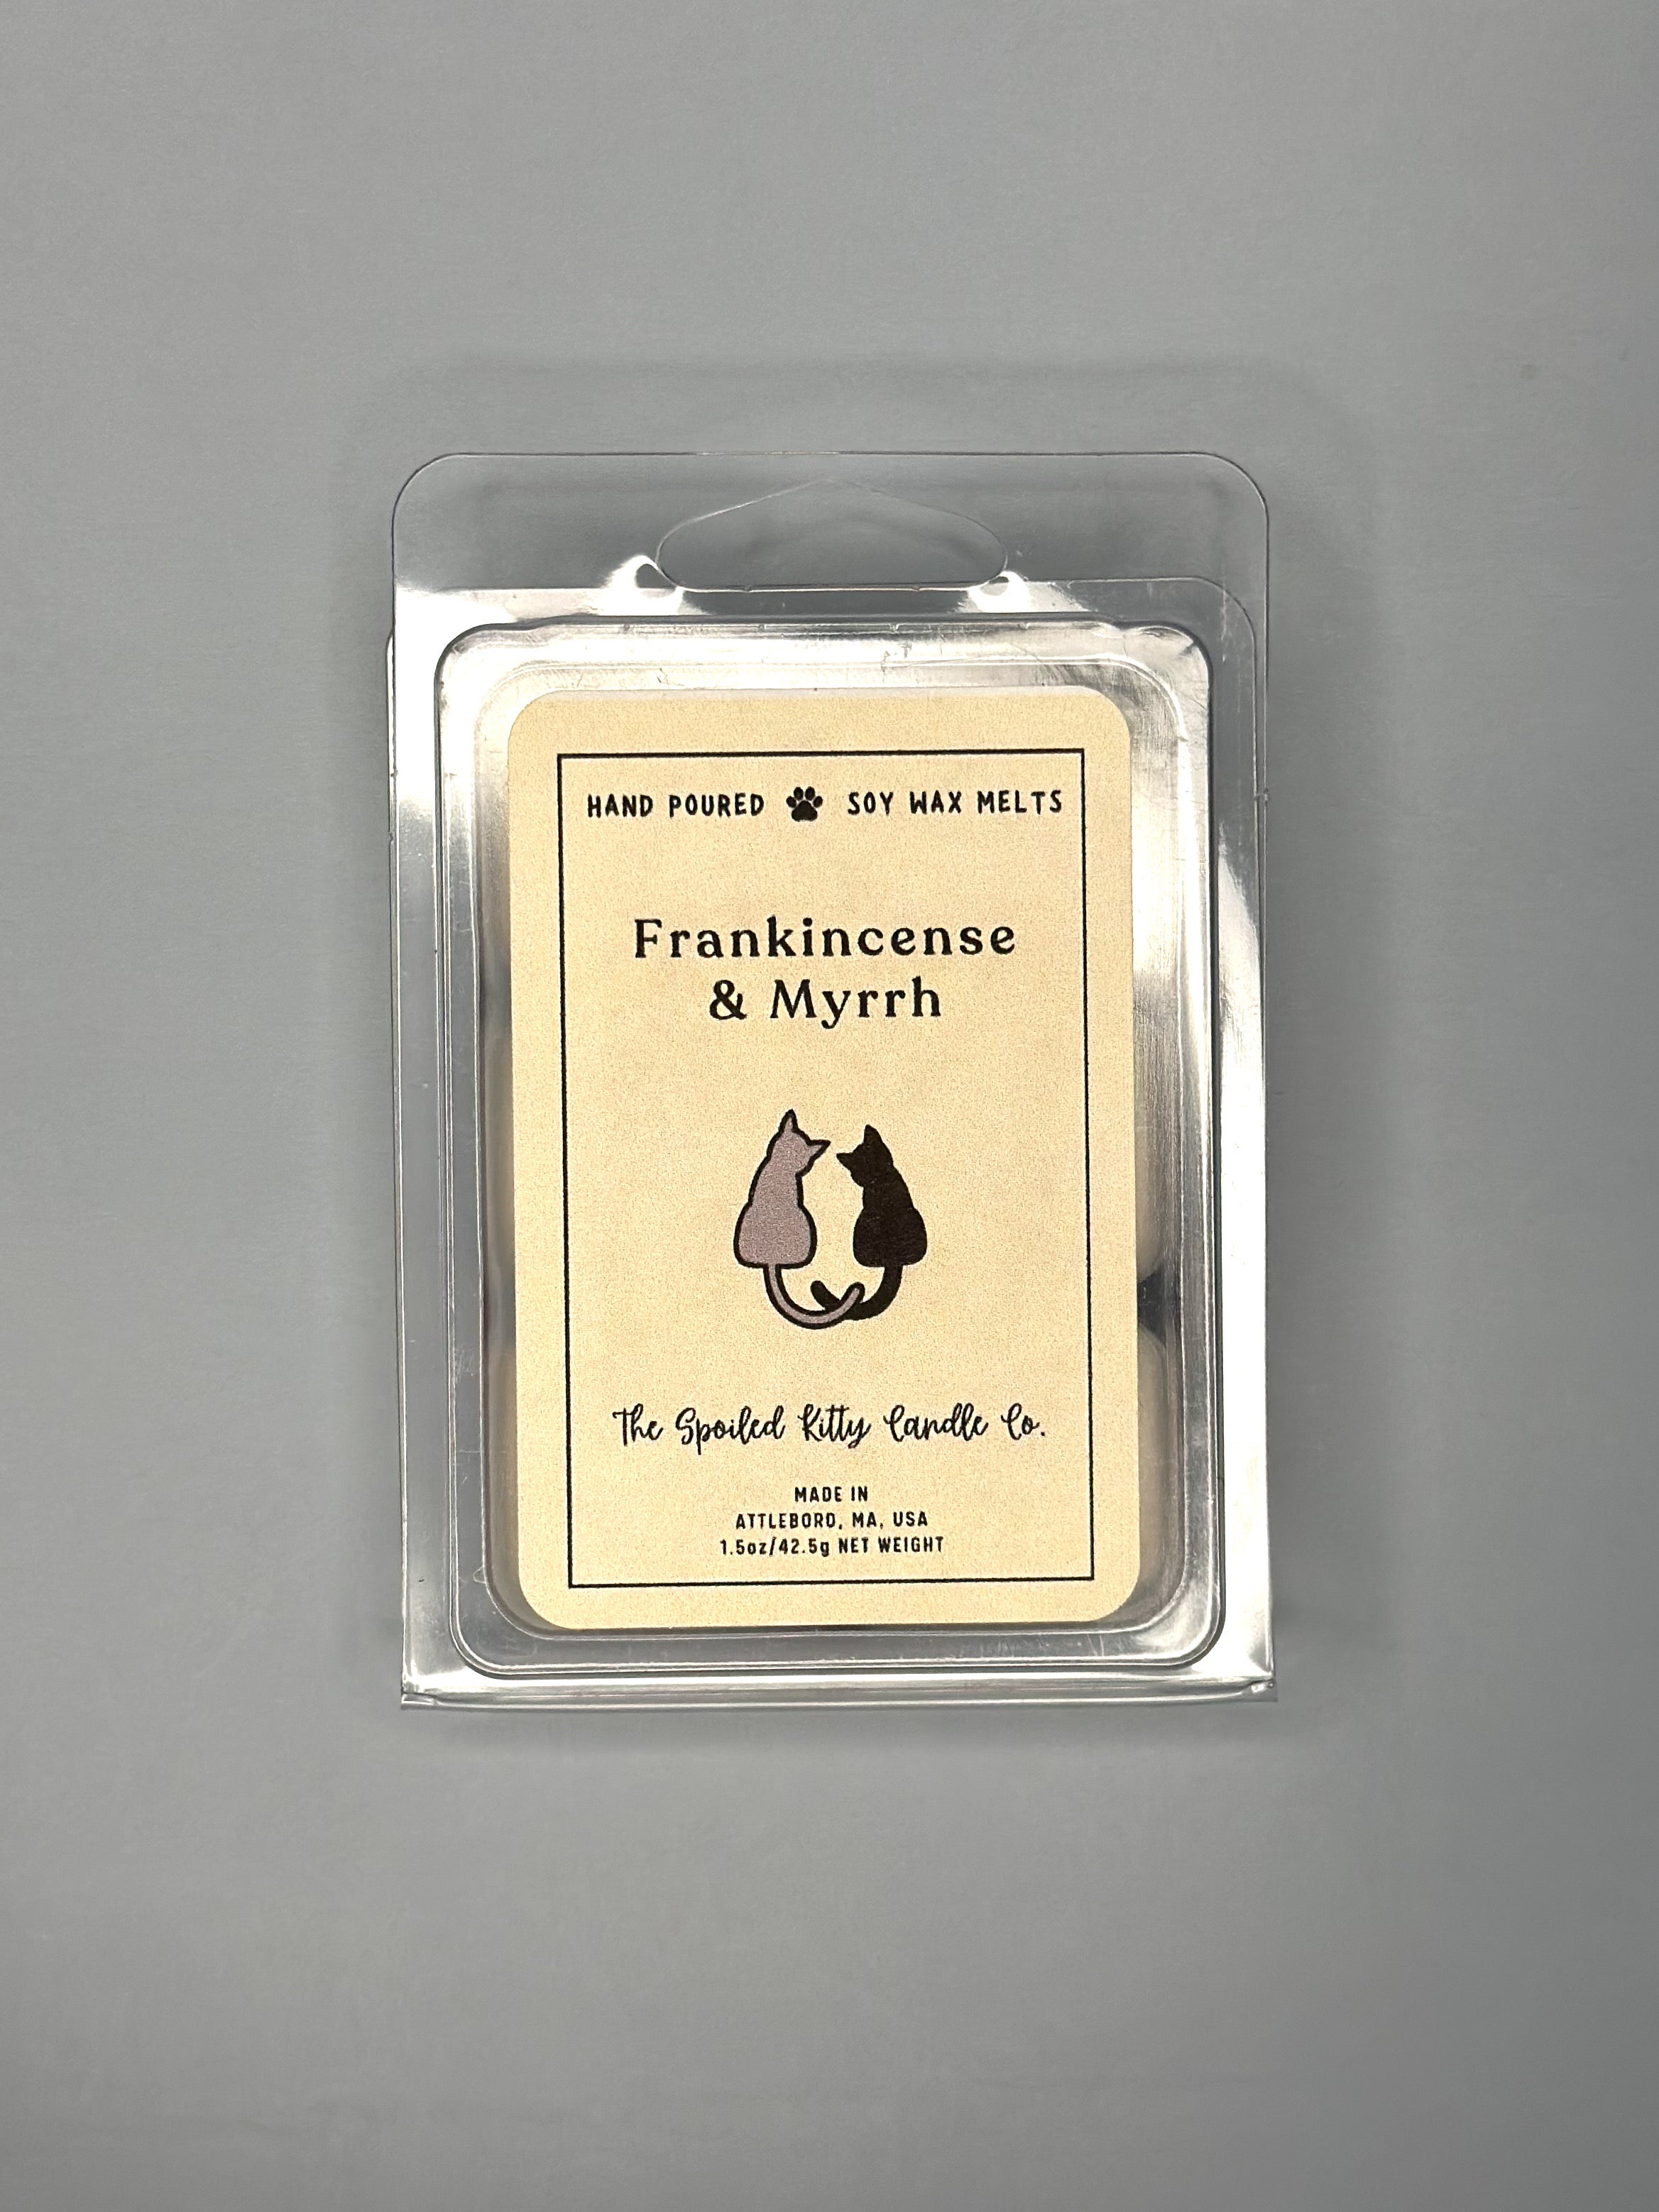 HAND POURED SOY WAX MELTS
Frankincense
& Myrrh
The Spoiled Kitty Candle Co.
MADE IN
ATTLEBORO, MA, USA
1.5oz/42.5g NET WEIGHT